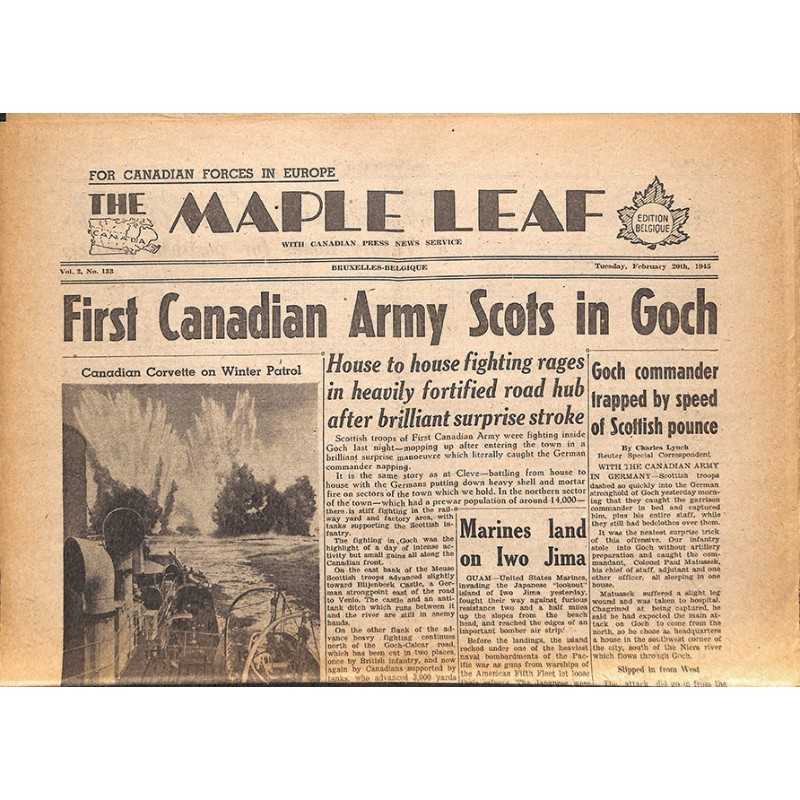 FOR CANADIAN FORCES IN EUROPE
THE MAPLE LEAF
CANADA
EDITION
BELGIQUE
WITH CANADIAN PRESS NEWS SERVICE
Vol. 2, No. 133
BRUXELLES-BELGIQUE
Tuesday, February 20th, 1945
First Canadian Army Scots in Goch
Canadian Corvette on Winter Patrol
House to house fighting rages
in heavily fortified road hub
after brilliant surprise stroke
Scottish troops of First Canadian Army were fighting inside
Goch last night—mopping up after entering the town in a
brilliant surprise manoeuvre which literally caught the German
commander napping.
It is the same story as at Cleve—battling from house to
house with the Germans putting down heavy shell and mortar
fire on sectors of the town which we hold. In the northern sector
of the town—which had a prewar population of around 14,000—
there is stiff fighting in the rail-
way yard and factory area, with
tanks supporting the Scottish in-
fantry.
The fighting in Goch was the
highlight of a day of intense ac-
tivity but small gains all along the
Canadian front.
On the east bank of the Meuse
Scottish troops advanced slightly
toward Blijenbeek Castle, a Ger-
man strongpoint east of the road
to Venlo. The castle and an anti-
tank ditch which runs between it
and the river are still in enemy
hands.
On the other flank of the ad-
vance heavy fighting continues
north of the Goch-Calcar road,
which has been cut in two places,
once by British infantry, and now
again by Canadians supported by
tanks, who advanced 3,000 yards
Marines land
on Iwo Jima
GUAM—United States Marines,
invading the Japanese "lookout"
island of Iwo Jima yesterday,
fought their way against furious
resistance two and a half miles
up the slopes from the beach
head, and reached the edges of an
important bomber air strip.
Before the landings, the island
rocked under one of the heaviest
naval bombardments of the Pac-
ific war as guns from warships of
the Americas Fifth Fleet let loose
Goch commander
trapped by speed
of Scottish pounce
By Charles Lynch
Reuter Special Correspondent
WITH THE CANADIAN ARMY
IN GERMANY—Scottish troops
dashed so quickly into the German
stronghold of Goch yesterday morn-
ing that they caught the garrison
commander in bed and captured
him, plus his entire staff, while
they still had bedclothes over them.
It was the neatest surprise trick
of this offensive. Our infantry
stole into Goch without artillery
preparation and caught the com-
mandant, Colonel Paul Matussek,
his chief of staff, adjutant and one
other officer, all sleeping in one
house.
Matussek suffered a slight leg
wound and was taken to hospital.
Chagrined at being captured, he
said he had expected the main at-
tack on Goch to come from the
north, so he chose as headquarters
a house in the southwest corner of
the city, south of the Niers river
which flows through Goch.
Slipped in from West
The attack did go in from the